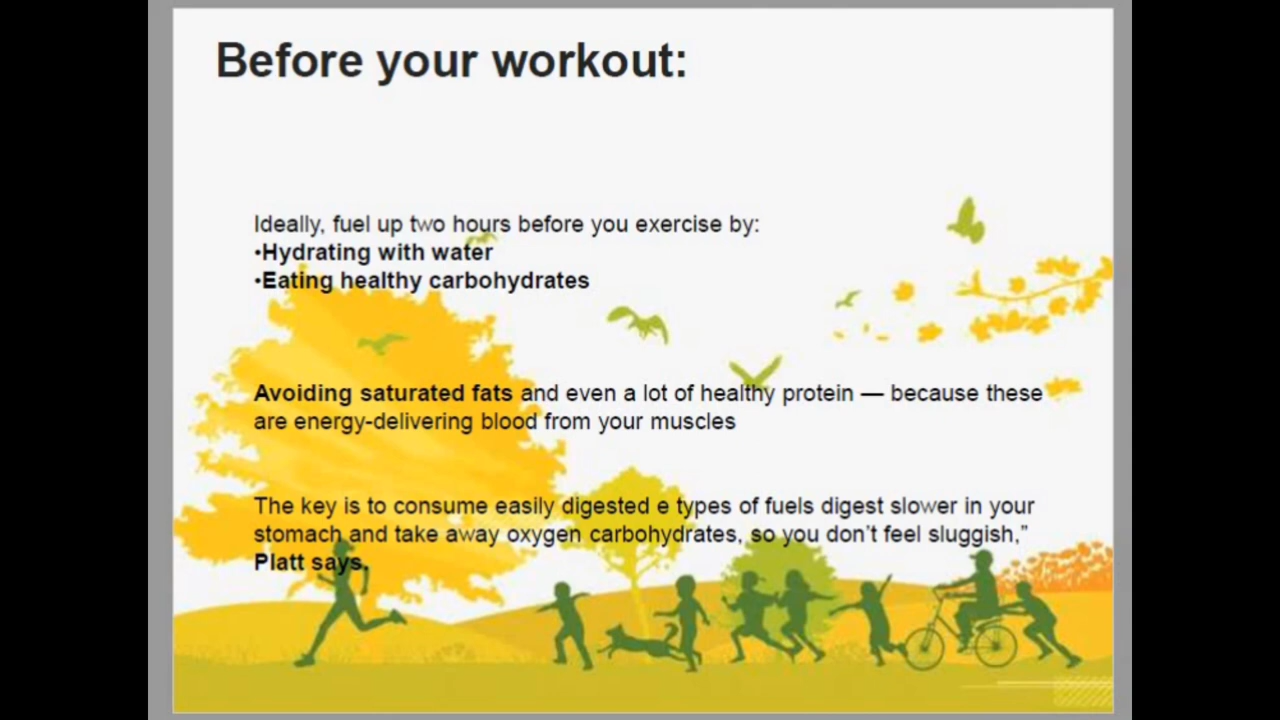 Before your workout:
Ideally, fuel up two hours before you exercise by:
•Hydrating with water
•Eating healthy carbohydrates
Avoiding saturated fats and even a lot of healthy protein — because these
are energy-delivering blood from your muscles
The key is to consume easily digested e types of fuels digest slower in your
stomach and take away oxygen carbohydrates, so you don’t feel sluggish,”
Platt says.